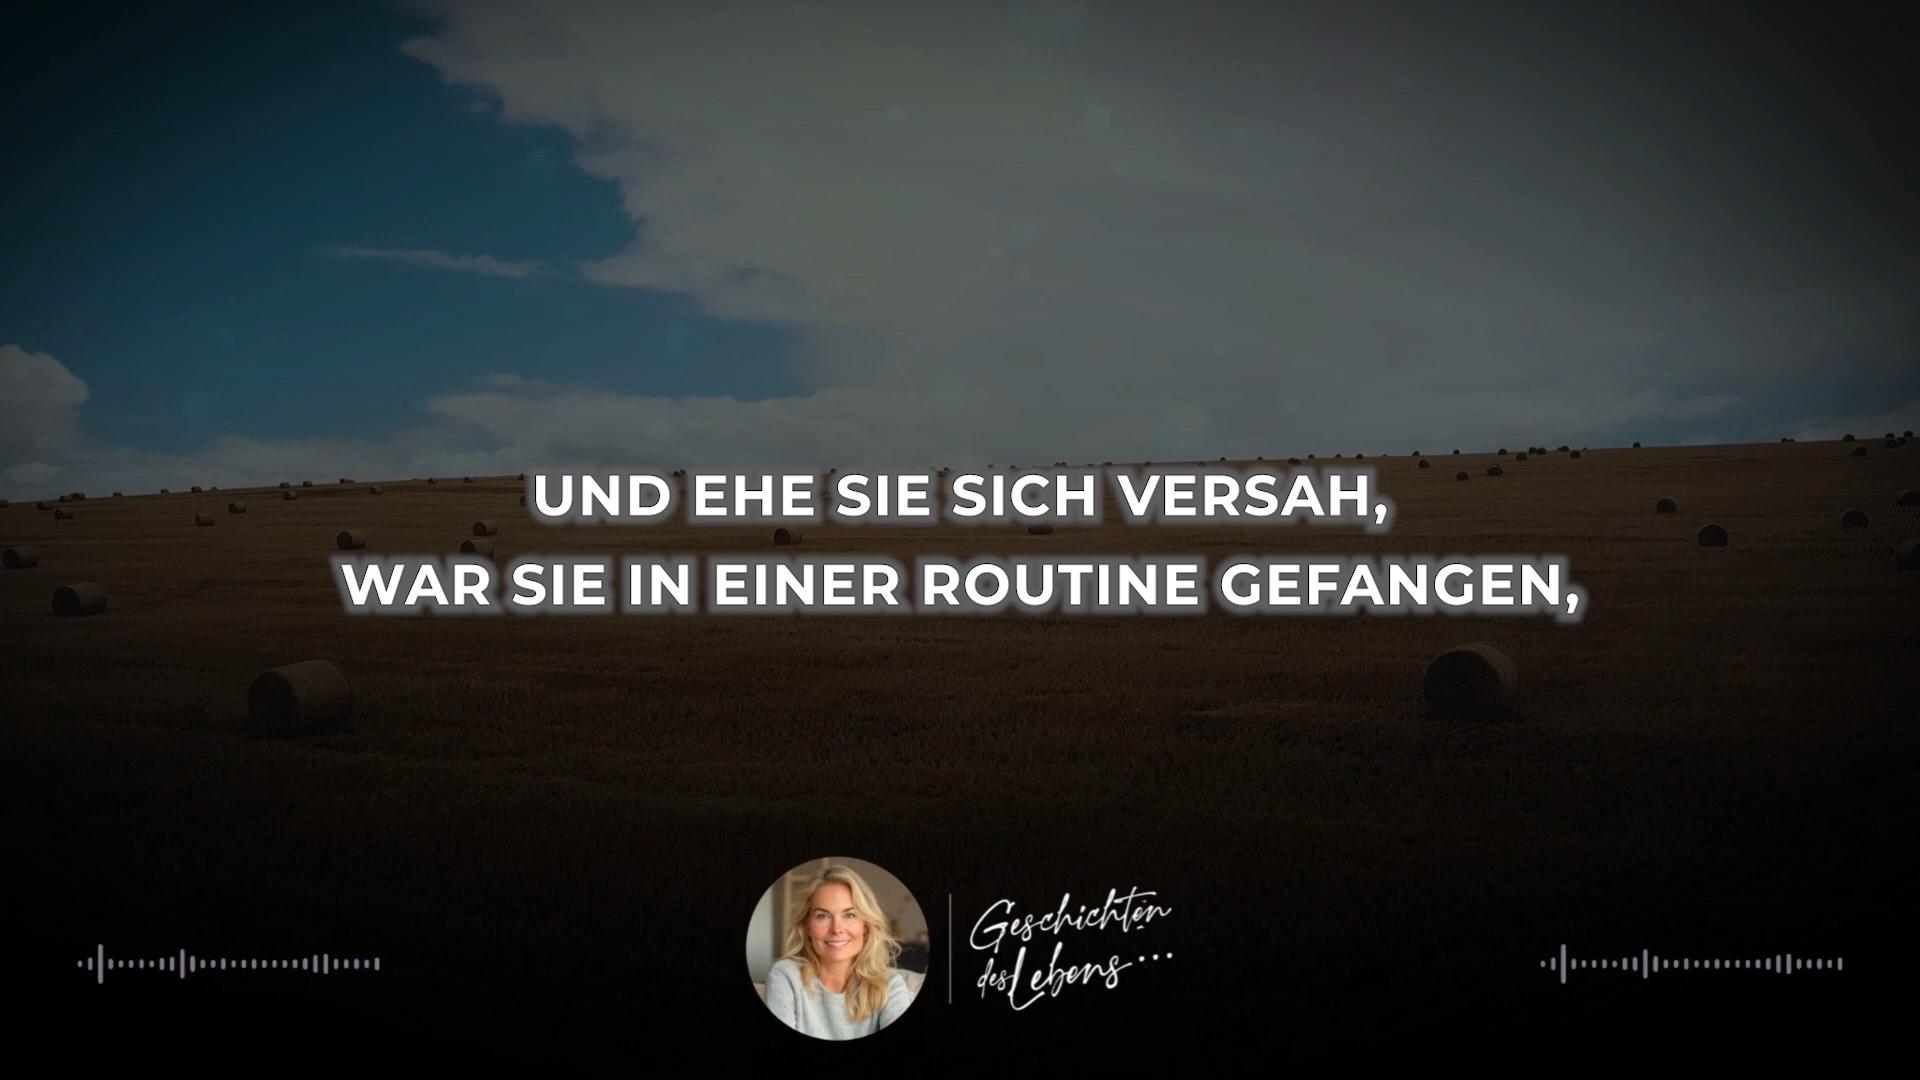 UND EHE SIE SICH VERSAH,
WAR SIE IN EINER ROUTINE GEFANGEN,
Geschichten
des Lebens...